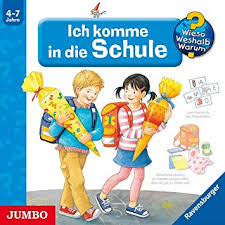 4-7
Jahre
Ich komme
in die Schule
Wieso?
Weshalb?
Warum?
JUMBO
Ravensburger